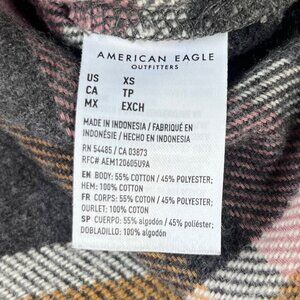 AMERICAN EAGLE
OUTFITTERS
US XS
CA TP
MX EXCH
MADE IN INDONESIA / FABRIQUÉ EN
INDONÉSIE / HECHO EN INDONESIA
RN 54485 / CA 03873
RFC# AEM120605U9A
EN BODY: 55% COTTON / 45% POLYESTER;
HEM: 100% COTTON
FR CORPS: 55% COTON / 45% POLYESTER;
OURLET: 100% COTON
SP CUERPO: 55% algodón / 45% poliéster;
DOBLADILLO: 100% algodón